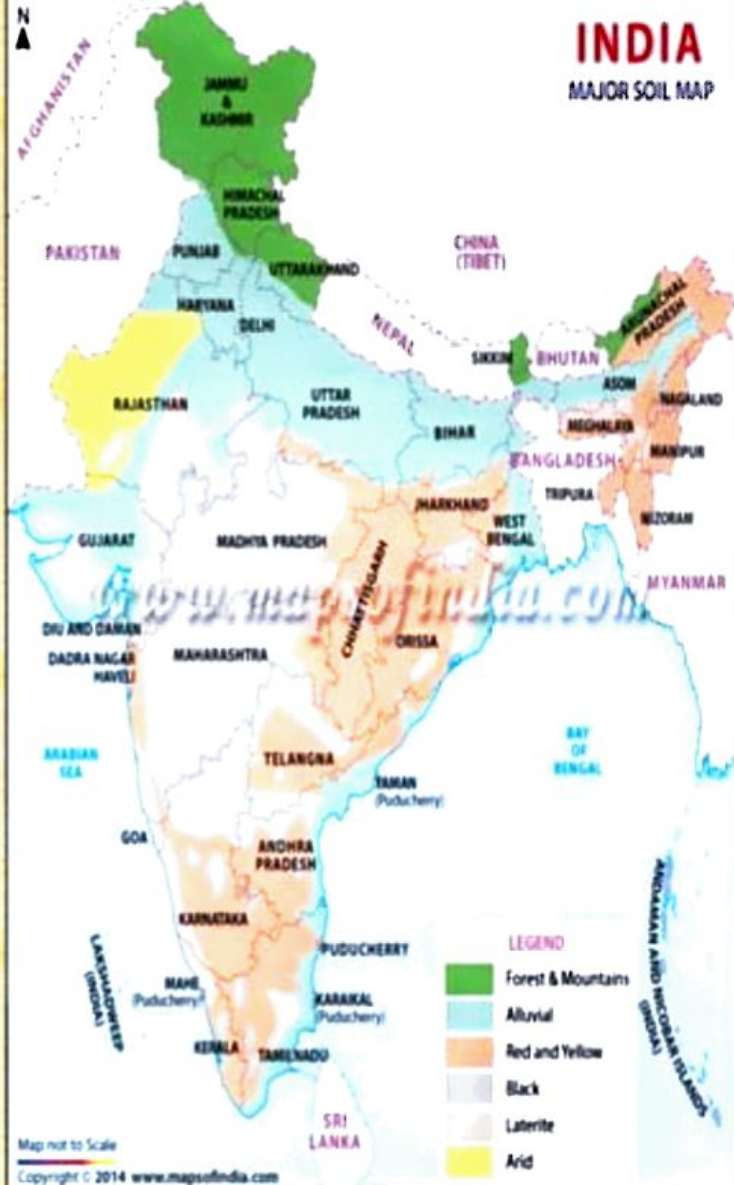 N
INDIA
MAJOR SOIL MAP
AFGHANISTAN
JAMMU
&
KASHMIR
HIMACHAL
PRADESH
PAKISTAN
PUNJAB
CHINA
(TIBET)
UTTARAKHAND
HARYANA
DELHI
NEPAL
ARUNACHAL
PRADESH
SIKKIM
BHUTAN
RAJASTHAN
UTTAR
PRADESH
ASOM
NAGALAND
BIHAR
MEGHALAYA
MANIPUR
BANGLADESH
TRIPURA
JHARKHAND
WEST
BENGAL
MIZORAM
GUJARAT
MADHYA PRADESH
CHHATTISGARH
MYANMAR
www.mapsofindia.com
DIU AND DAMAN
DADRA NAGAR
HAVELI
MAHARASHTRA
ORISSA
ARABIAN
SEA
BAY
OF
BENGAL
TELANGNA
YAMAN
(Puducherry)
GOA
ANDHRA
PRADESH
KARNATAKA
PUDUCHERRY
LAKSHADWEEP
(INDIA)
MAHE
(Puducherry)
KARAIKAL
(Puducherry)
KERALA
TAMILNADU
ANDAMAN AND NICOBAR ISLANDS
(INDIA)
SRI
LANKA
LEGEND
Forest & Mountains
Alluvial
Red and Yellow
Black
Laterite
Arid
Map not to Scale
Copyright © 2014 www.mapsofindia.com